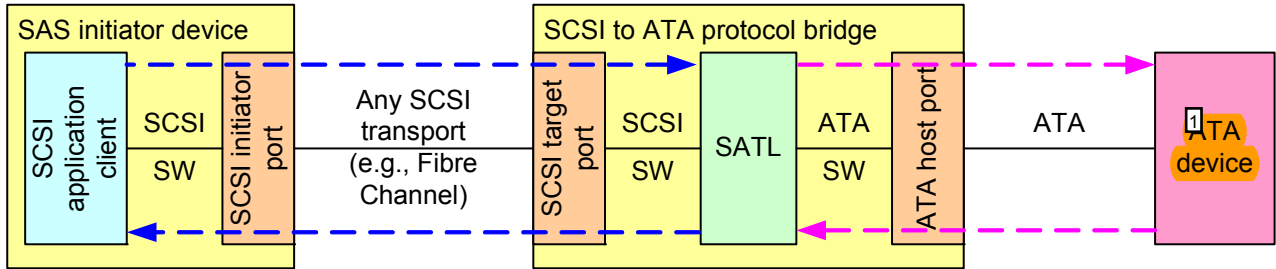 SAS initiator device
SCSI
application
client
SCSI
SW
SCSI initiator
port
Any SCSI
transport
(e.g., Fibre
Channel)
SCSI to ATA protocol bridge
SCSI target
port
SCSI
SW
SATL
ATA
SW
ATA host port
ATA
1
ATA
device